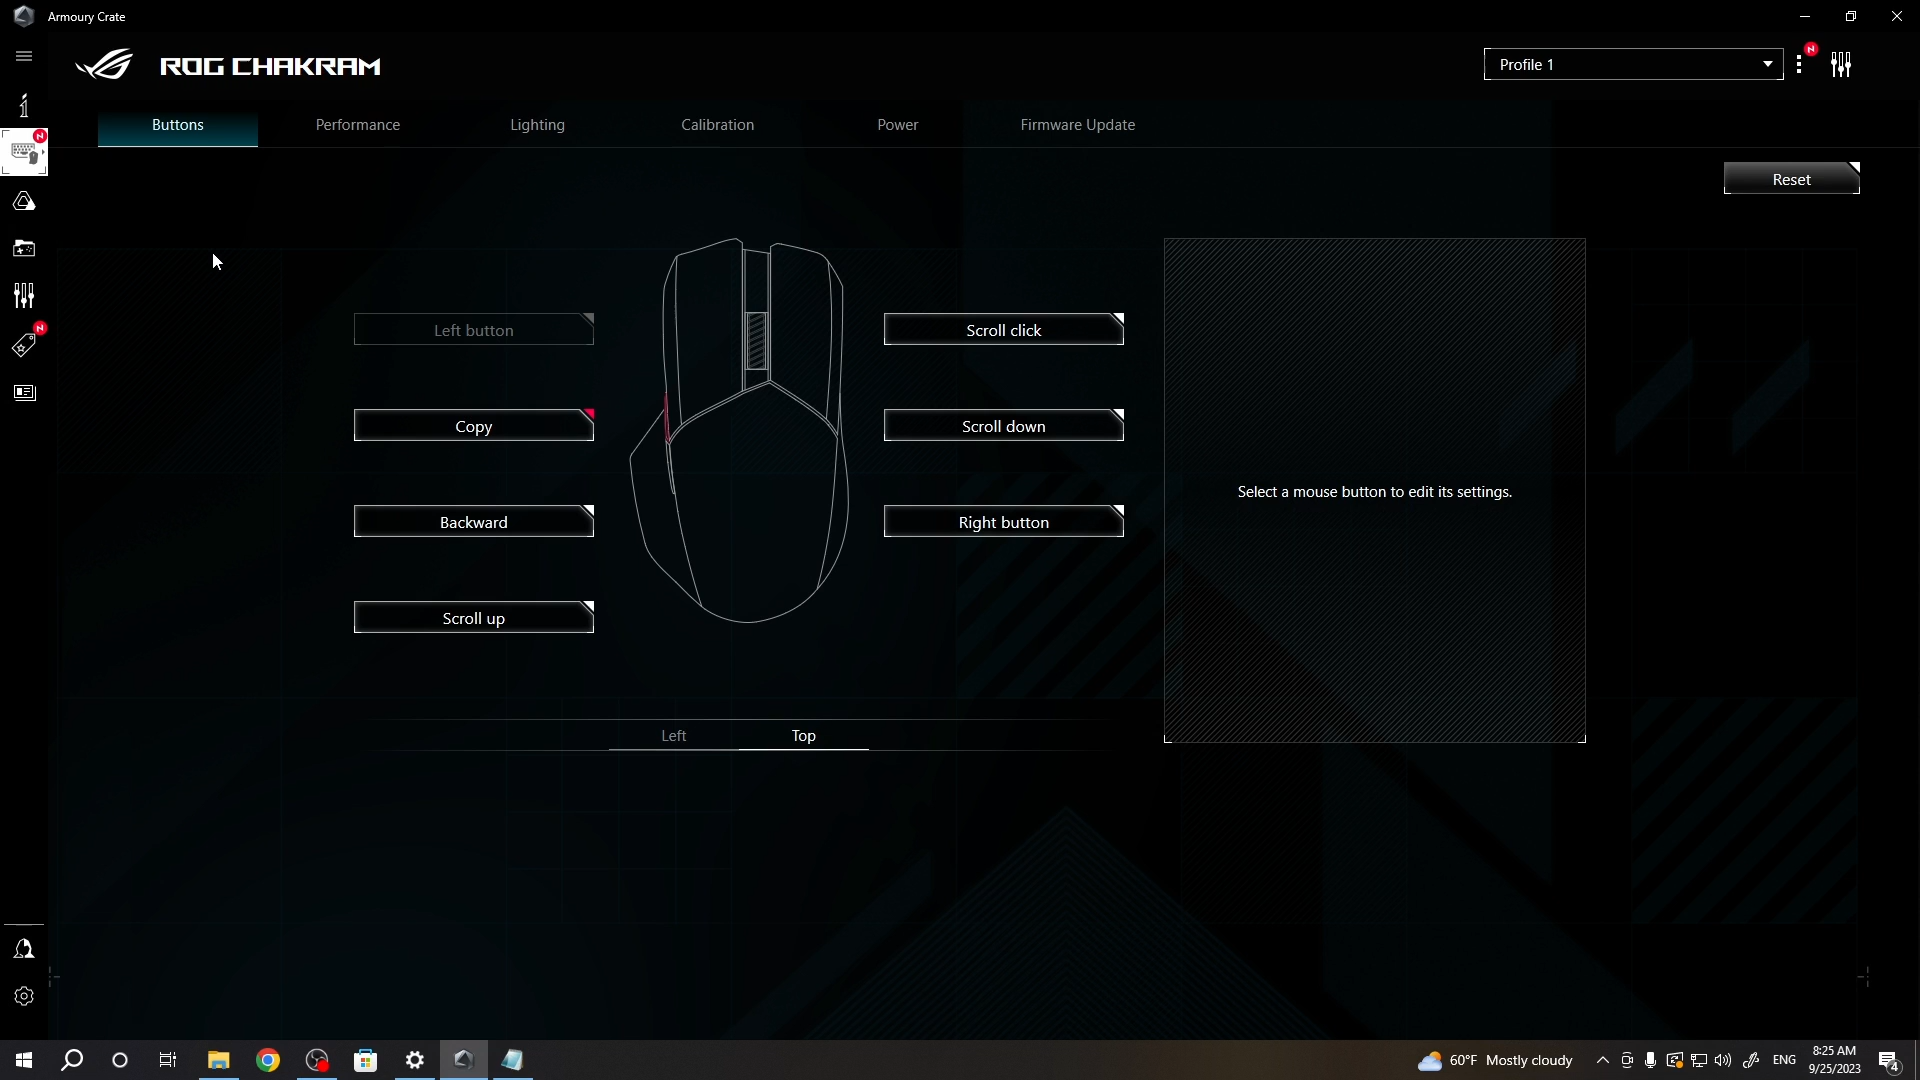 Armoury Crate
ROG CHAKRAM
Profile 1
N
Buttons
Performance
Lighting
Calibration
Power
Firmware Update
N
Reset
N
Left button
Scroll click
Copy
Scroll down
Backward
Right button
Scroll up
Select a mouse button to edit its settings.
Left
Top
60°F Mostly cloudy
ENG
8:25 AM
9/25/2023
4